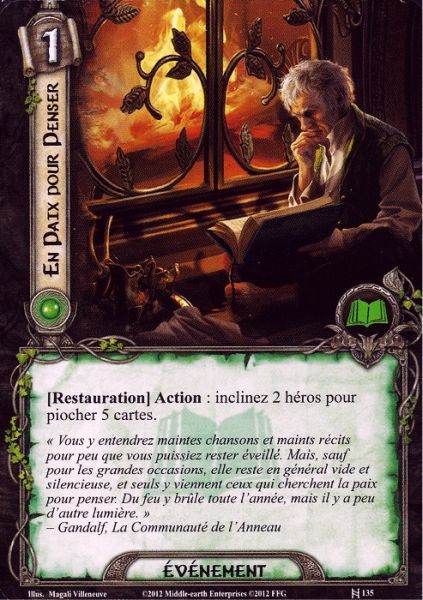 1
En Paix pour Penser
[Restauration] Action : inclinez 2 héros pour
piocher 5 cartes.
« Vous y entendrez maintes chansons et maints récits
pour peu que vous puissiez rester éveillé. Mais, sauf
pour les grandes occasions, elle reste en général vide et
silencieuse, et seuls y viennent ceux qui cherchent la paix
pour penser. Du feu y brûle toute l’année, mais il y a peu
d’autre lumière. »
– Gandalf, La Communauté de l’Anneau
ÉVÉNEMENT
Illus. Magali Villeneuve ©2012 Middle-earth Enterprises ©2012 FFG 135